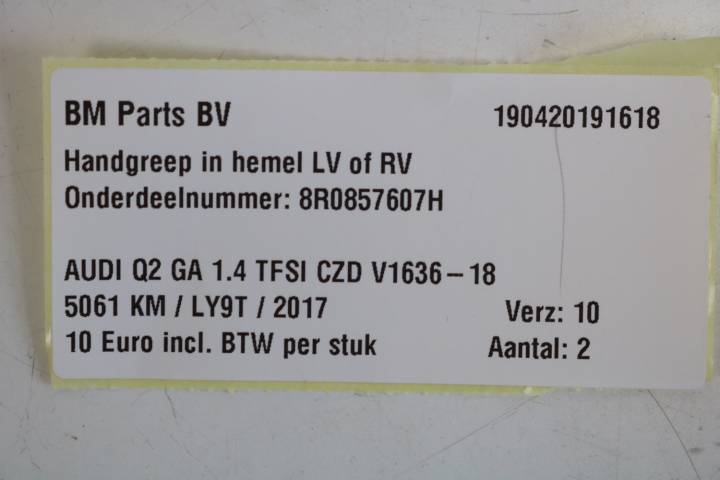 BM Parts BV 190420191618
Handgreep in hemel LV of RV
Onderdeelnummer: 8R0857607H
AUDI Q2 GA 1.4 TFSI CZD V1636 – 18
5061 KM / LY9T / 2017 Verz: 10
10 Euro incl. BTW per stuk Aantal: 2